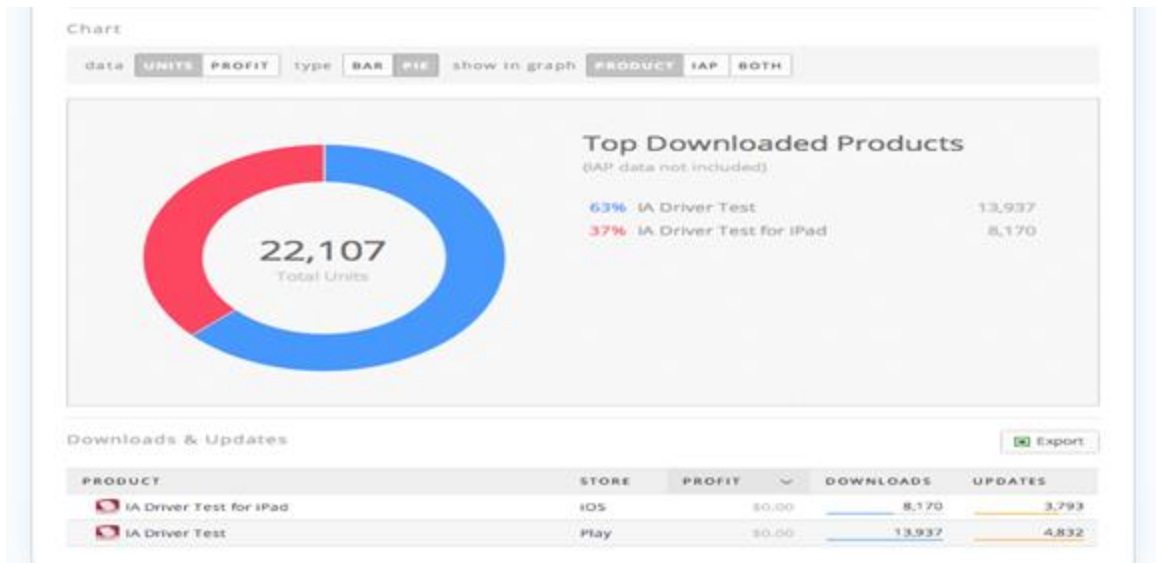 Chart
data UNITS PROFIT type BAR PIE show in graph PRODUCT IAP BOTH
Top Downloaded Products
(IAP data not included)
63% IA Driver Test 13,937
37% IA Driver Test for iPad 8,170
22,107
Total Units
Downloads & Updates Export
PRODUCT STORE PROFIT DOWNLOADS UPDATES
IA Driver Test for iPad iOS $0.00 8,170 3,793
IA Driver Test Play $0.00 13,937 4,832